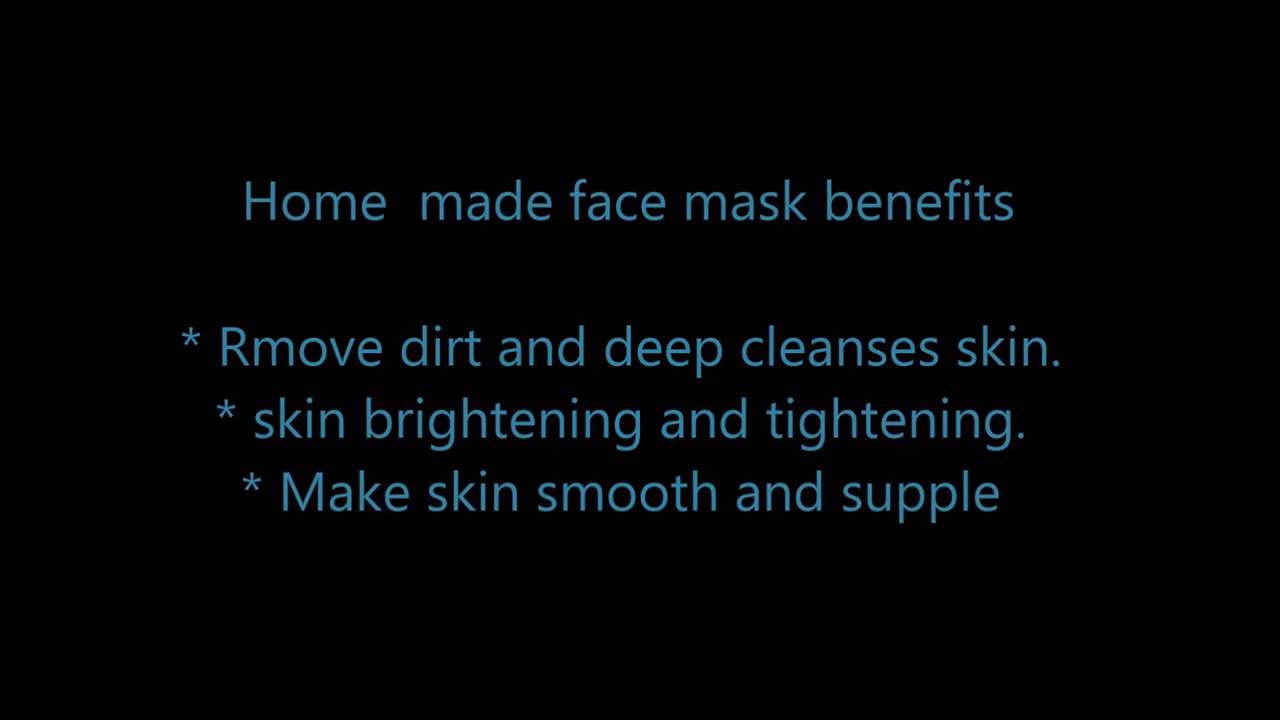 Home  made face mask benefits
* Rmove dirt and deep cleanses skin.
* skin brightening and tightening.
* Make skin smooth and supple